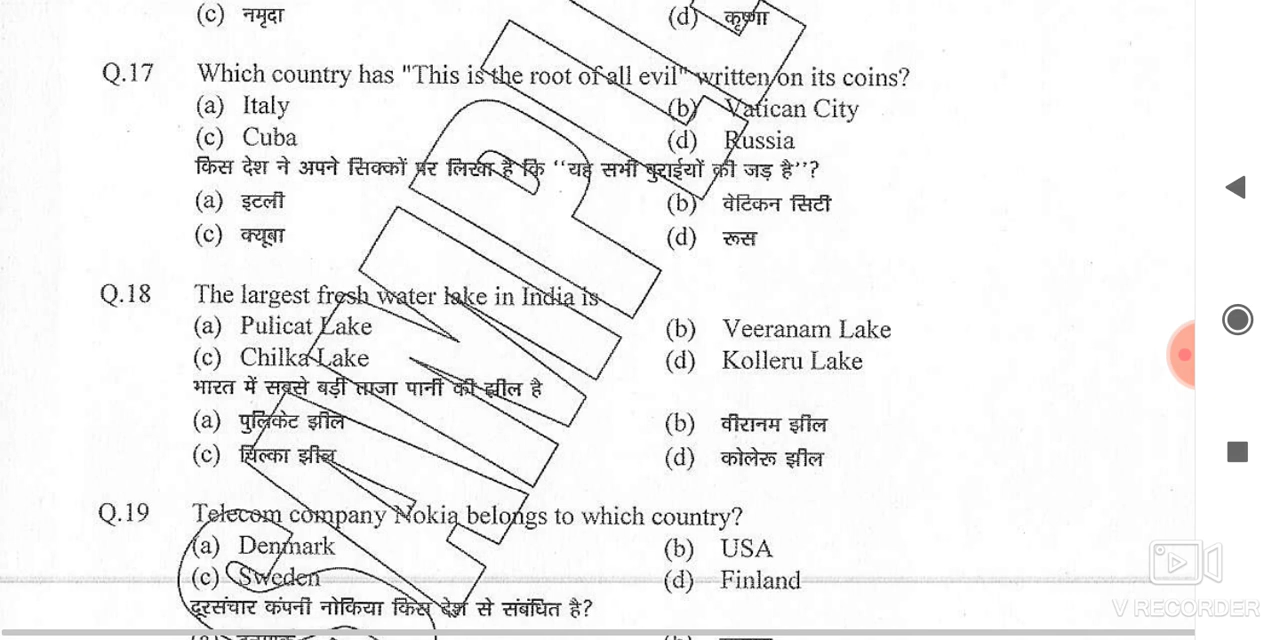 (c) नमृदा (d) कृष्णा
Q.17 Which country has "This is the root of all evil" written on its coins?
(a) Italy (b) Vatican City
(c) Cuba (d) Russia
किस देश ने अपने सिक्कों पर लिखा है कि ‘‘यह सभी बुराईयों की जड़ है’’?
(a) इटली (b) वेटिकन सिटी
(c) क्यूबा (d) रूस
Q.18 The largest fresh water lake in India is
(a) Pulicat Lake (b) Veeranam Lake
(c) Chilka Lake (d) Kolleru Lake
भारत में सबसे बड़ी ताजा पानी की झील है
(a) पुलिकेट झील (b) वीरानम झील
(c) चिल्का झील (d) कोलेरू झील
Q.19 Telecom company Nokia belongs to which country?
(a) Denmark (b) USA
(c) Sweden (d) Finland
दूरसंचार कंपनी नोकिया किस देश से संबंधित है?
V RECORDER
SAMPLE